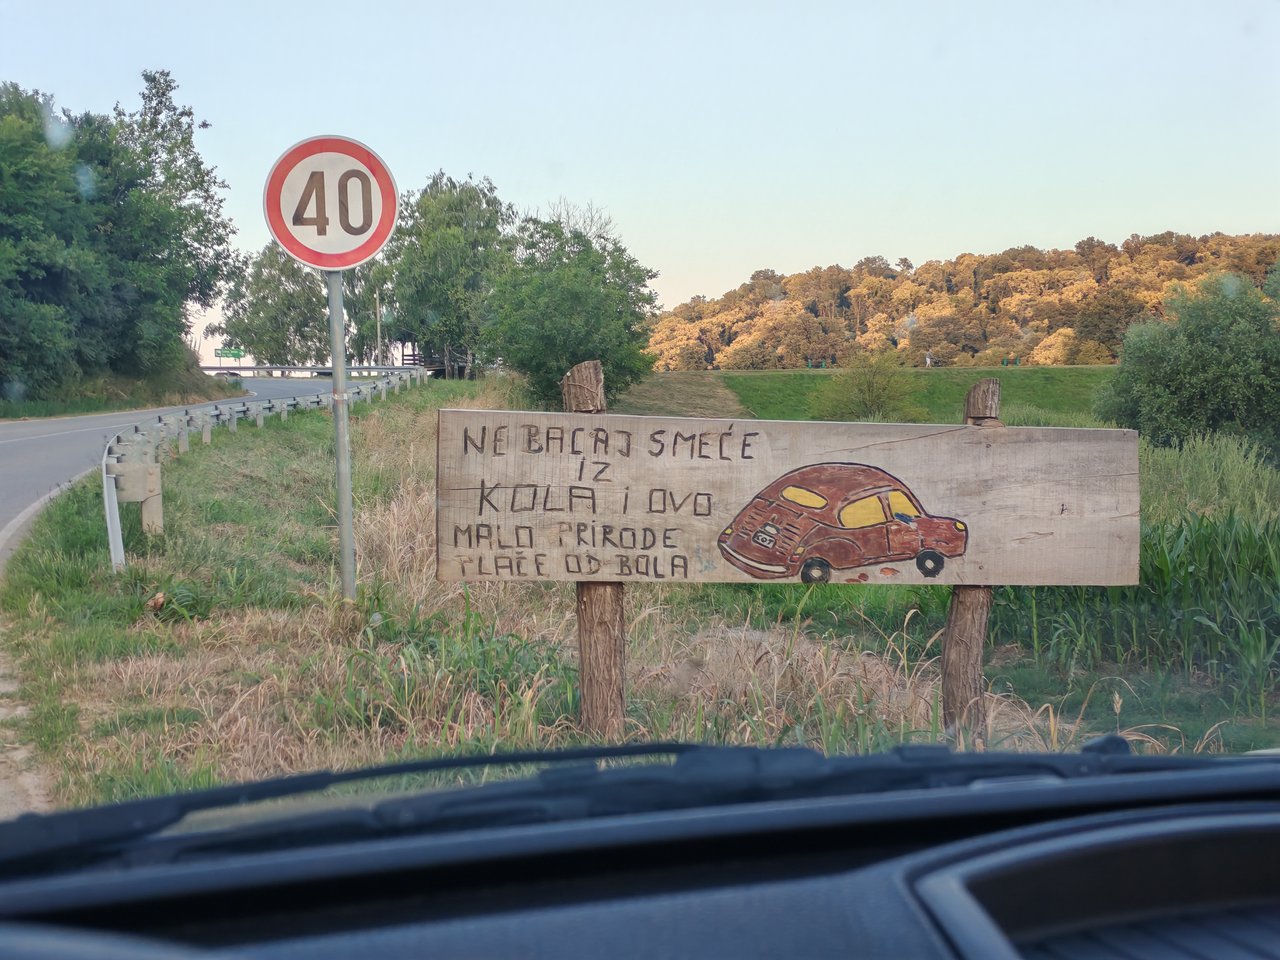 40
NE BACAJ SMEĆE
IZ
KOLA i OVO
MALO PRIRODE
PLAČE OD BOLA